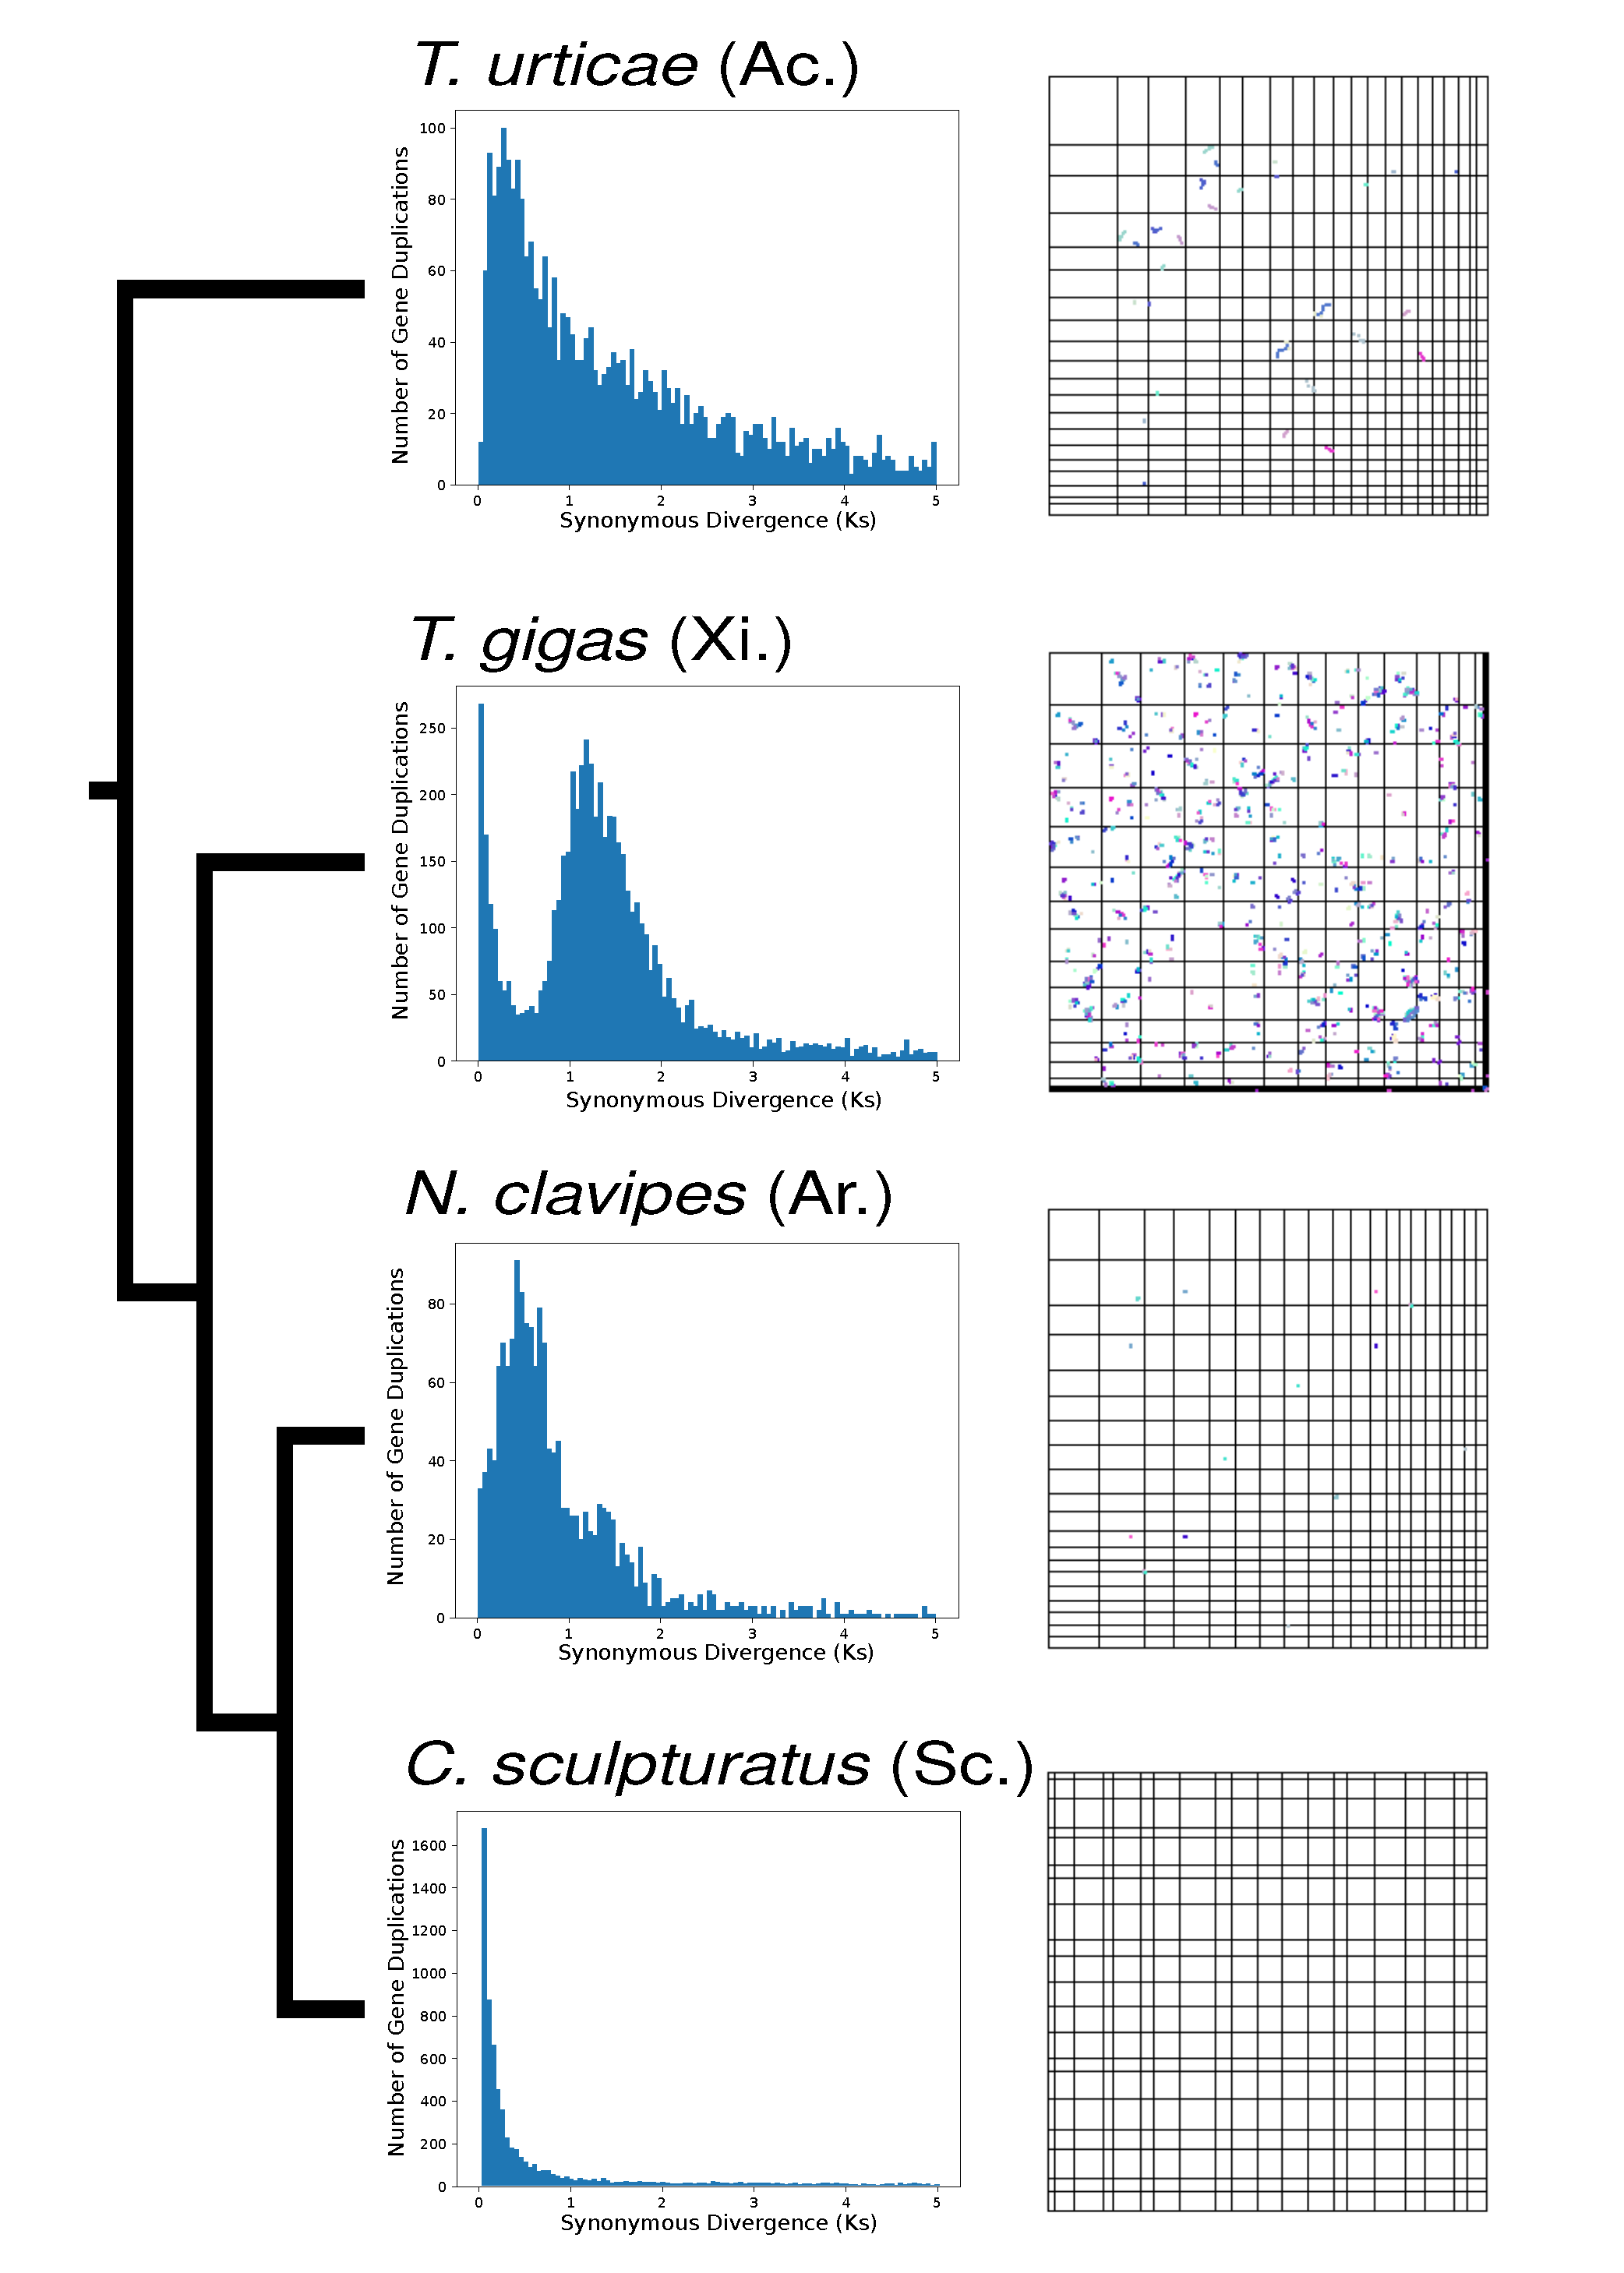 T. urticae (Ac.)
Number of Gene Duplications
100
80
60
40
20
0
0 1 2 3 4 5
Synonymous Divergence (Ks)
T. gigas (Xi.)
Number of Gene Duplications
250
200
150
100
50
0
0 1 2 3 4 5
Synonymous Divergence (Ks)
N. clavipes (Ar.)
Number of Gene Duplications
80
60
40
20
0
0 1 2 3 4 5
Synonymous Divergence (Ks)
C. sculpturatus (Sc.)
Number of Gene Duplications
1600
1400
1200
1000
800
600
400
200
0
0 1 2 3 4 5
Synonymous Divergence (Ks)